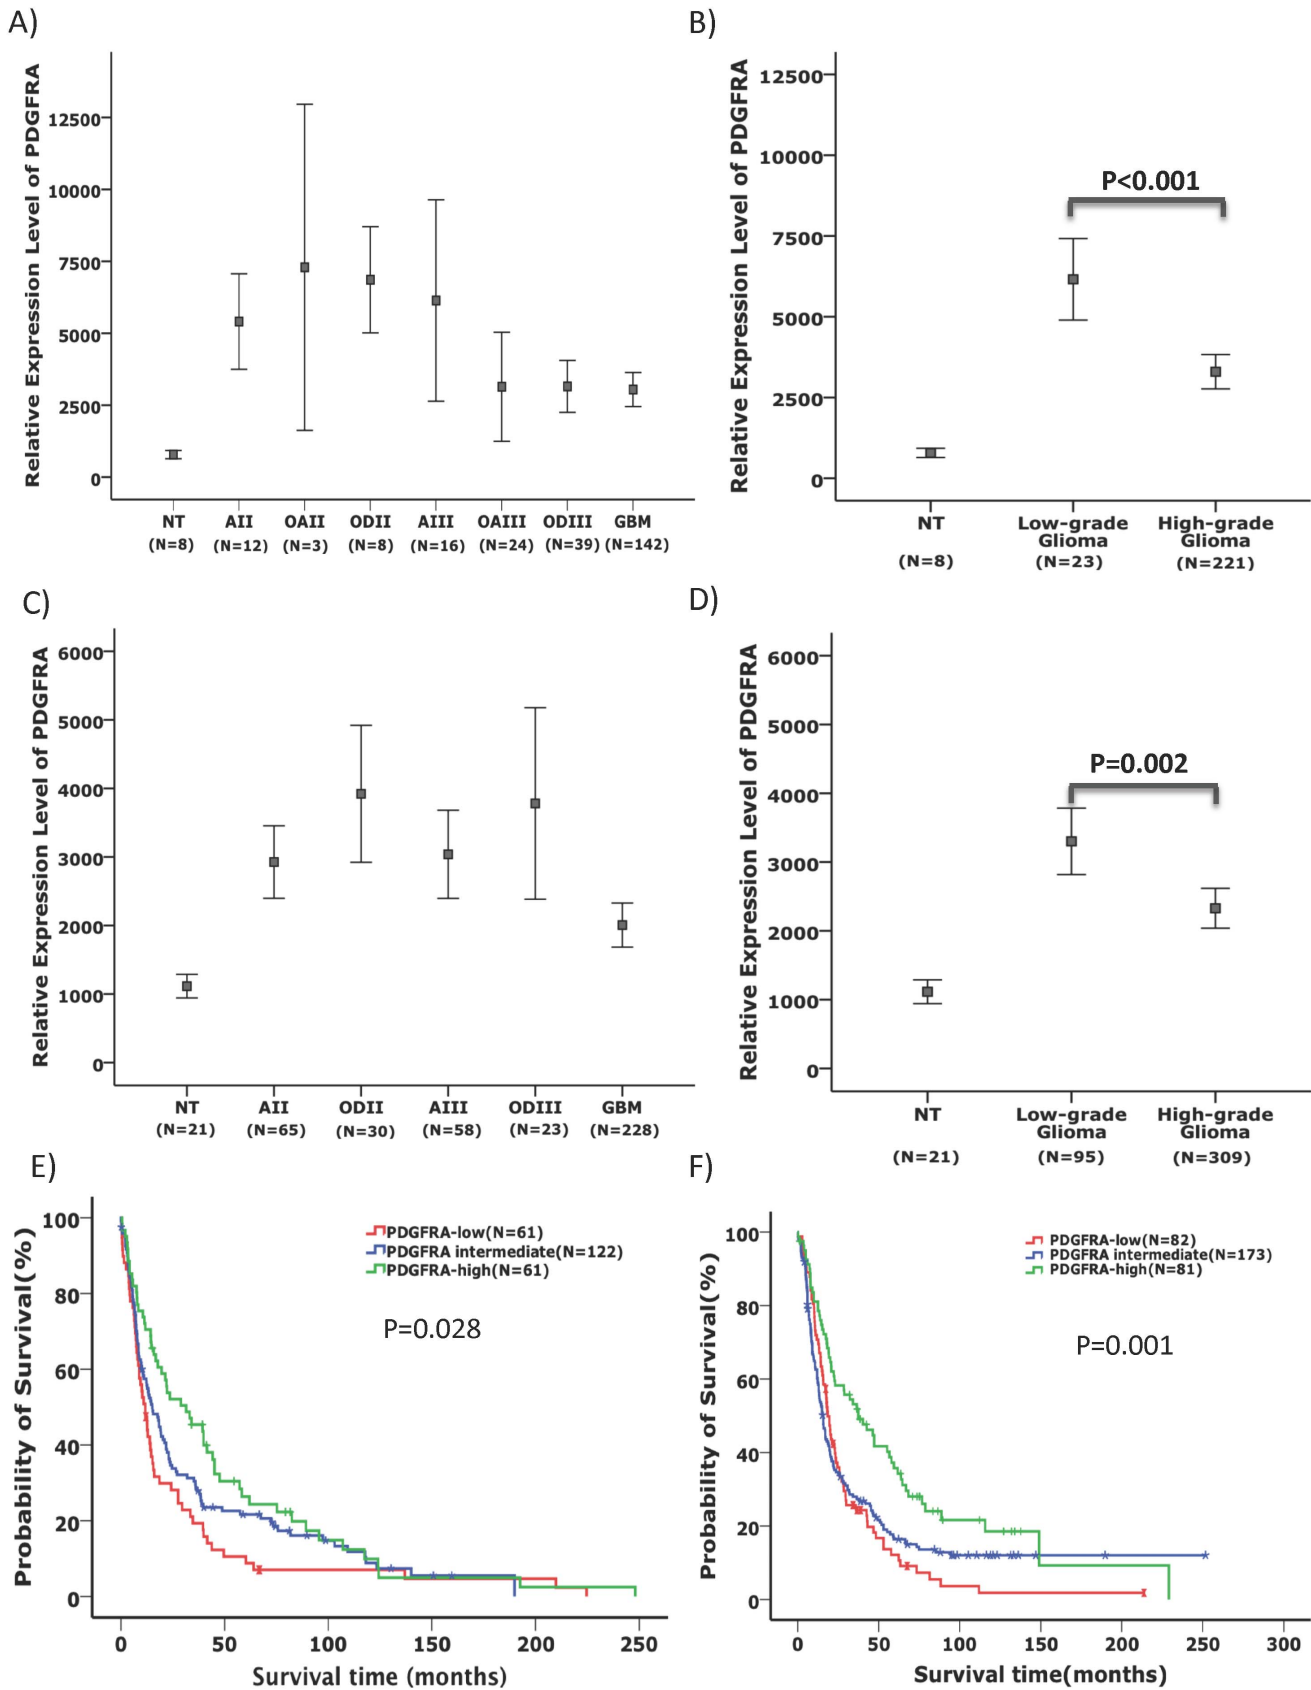 A)
Relative Expression Level of PDGFRA
12500
10000
7500
5000
2500
0
NT AII OAII ODII AIII OAIII ODIII GBM
(N=8) (N=12) (N=3) (N=8) (N=16) (N=24) (N=39) (N=142)
B)
Relative Expression Level of PDGFRA
12500
10000
7500
5000
2500
0
P<0.001
NT Low-grade High-grade
Glioma Glioma
(N=8) (N=23) (N=221)
C)
Relative Expression Level of PDGFRA
6000
5000
4000
3000
2000
1000
0
NT AII ODII AIII ODIII GBM
(N=21) (N=65) (N=30) (N=58) (N=23) (N=228)
D)
Relative Expression Level of PDGFRA
6000
5000
4000
3000
2000
1000
0
P=0.002
NT Low-grade High-grade
Glioma Glioma
(N=21) (N=95) (N=309)
E)
Probability of Survival(%)
100
80
60
40
20
0
PDGFRA-low(N=61)
PDGFRA intermediate(N=122)
PDGFRA-high(N=61)
P=0.028
0 50 100 150 200 250
Survival time (months)
F)
Probability of Survival(%)
100
80
60
40
20
0
PDGFRA-low(N=82)
PDGFRA intermediate(N=173)
PDGFRA-high(N=81)
P=0.001
0 50 100 150 200 250 300
Survival time(months)